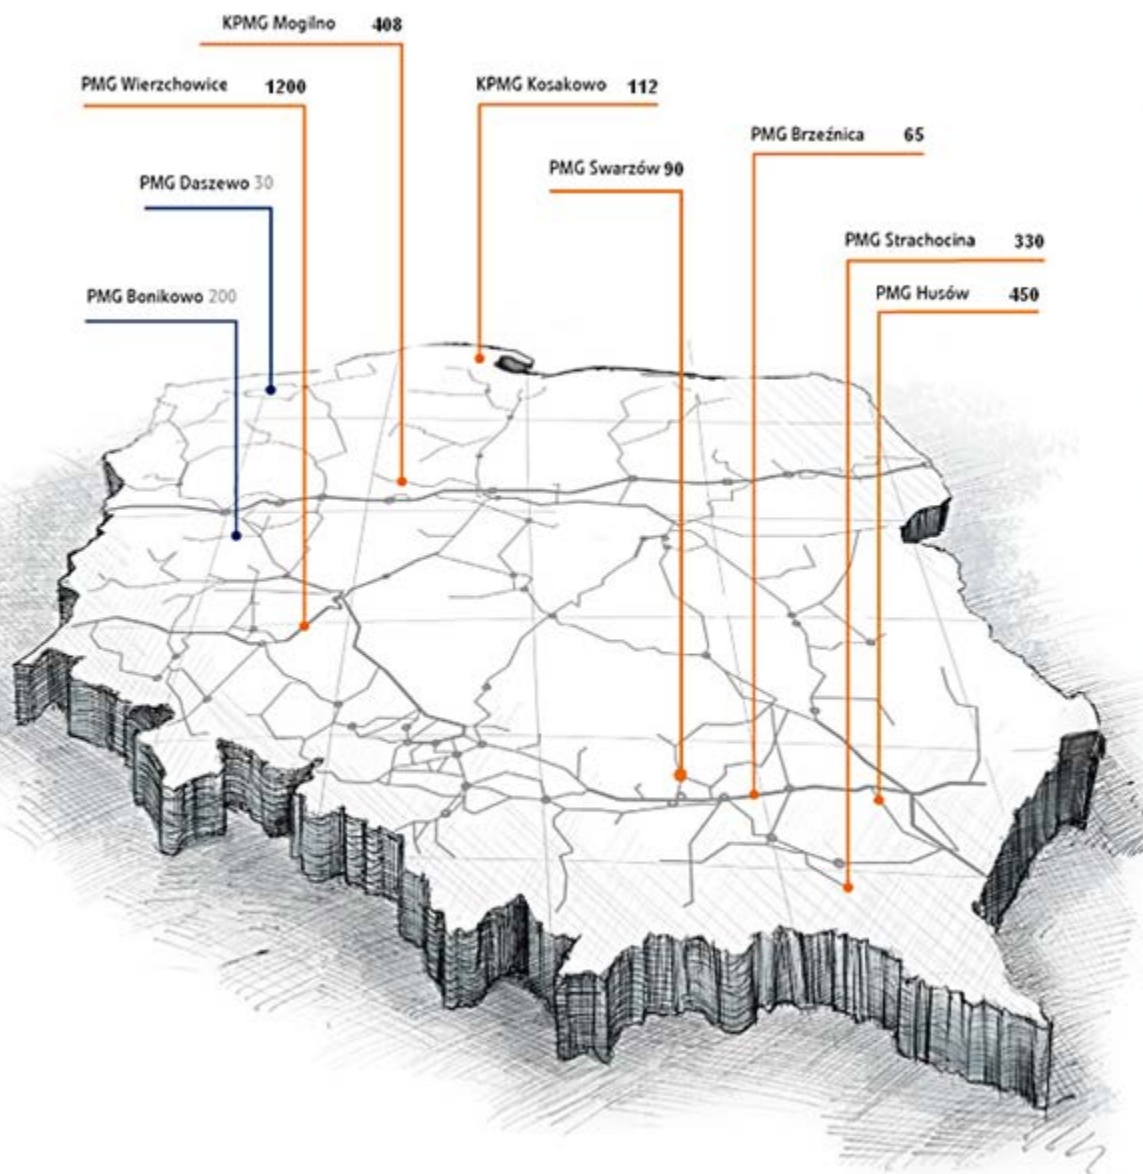 KPMG Mogilno 408
PMG Wierzchowice 1200
KPMG Kosakowo 112
PMG Brzeźnica 65
PMG Swarzów 90
PMG Daszewo 30
PMG Strachocina 330
PMG Bonikowo 200
PMG Husów 450